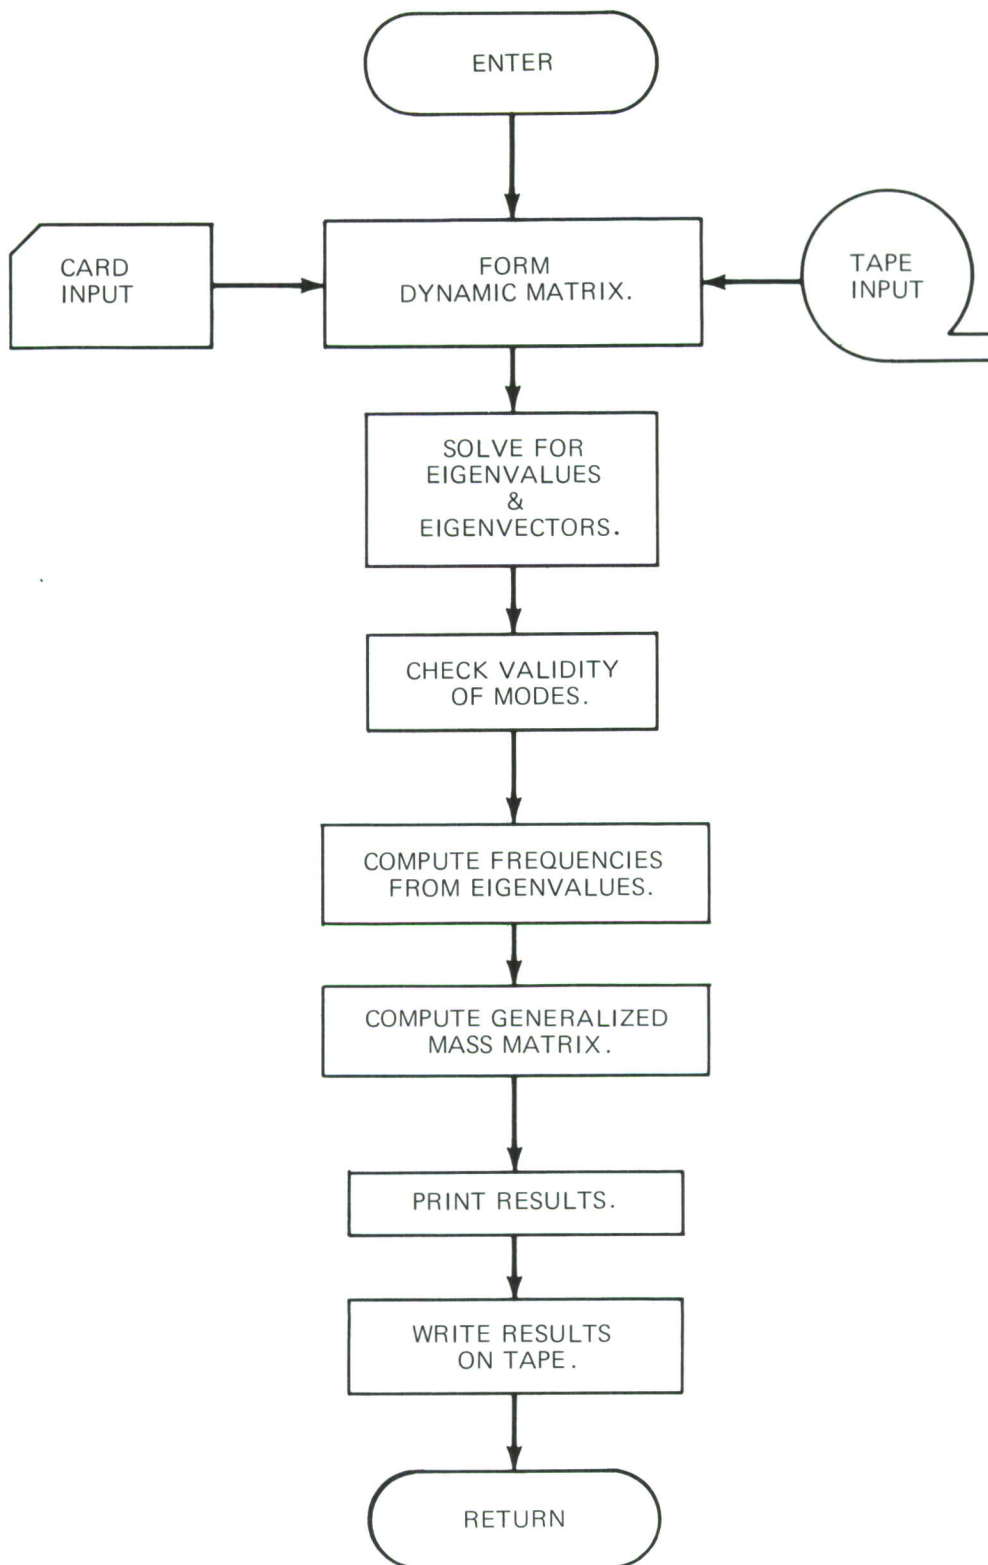 ENTER
CARD
INPUT
FORM
DYNAMIC MATRIX.
TAPE
INPUT
SOLVE FOR
EIGENVALUES
&
EIGENVECTORS.
CHECK VALIDITY
OF MODES.
COMPUTE FREQUENCIES
FROM EIGENVALUES.
COMPUTE GENERALIZED
MASS MATRIX.
PRINT RESULTS.
WRITE RESULTS
ON TAPE.
RETURN